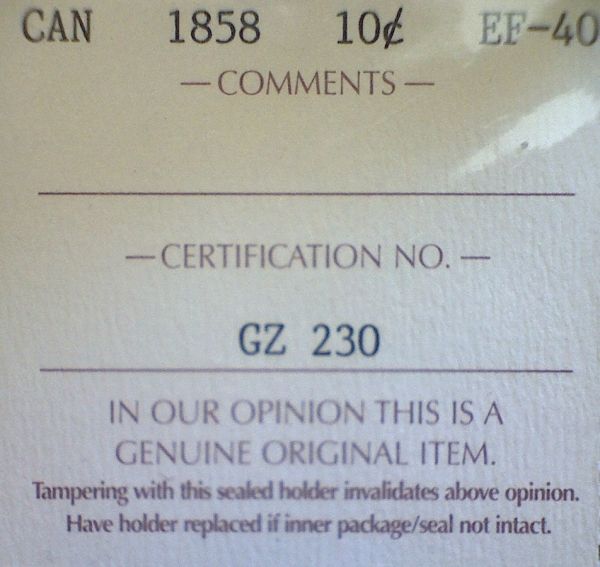 CAN 1858 10¢ EF-40
—COMMENTS—
—CERTIFICATION NO.—
GZ 230
IN OUR OPINION THIS IS A
GENUINE ORIGINAL ITEM.
Tampering with this sealed holder invalidates above opinion.
Have holder replaced if inner package/seal not intact.